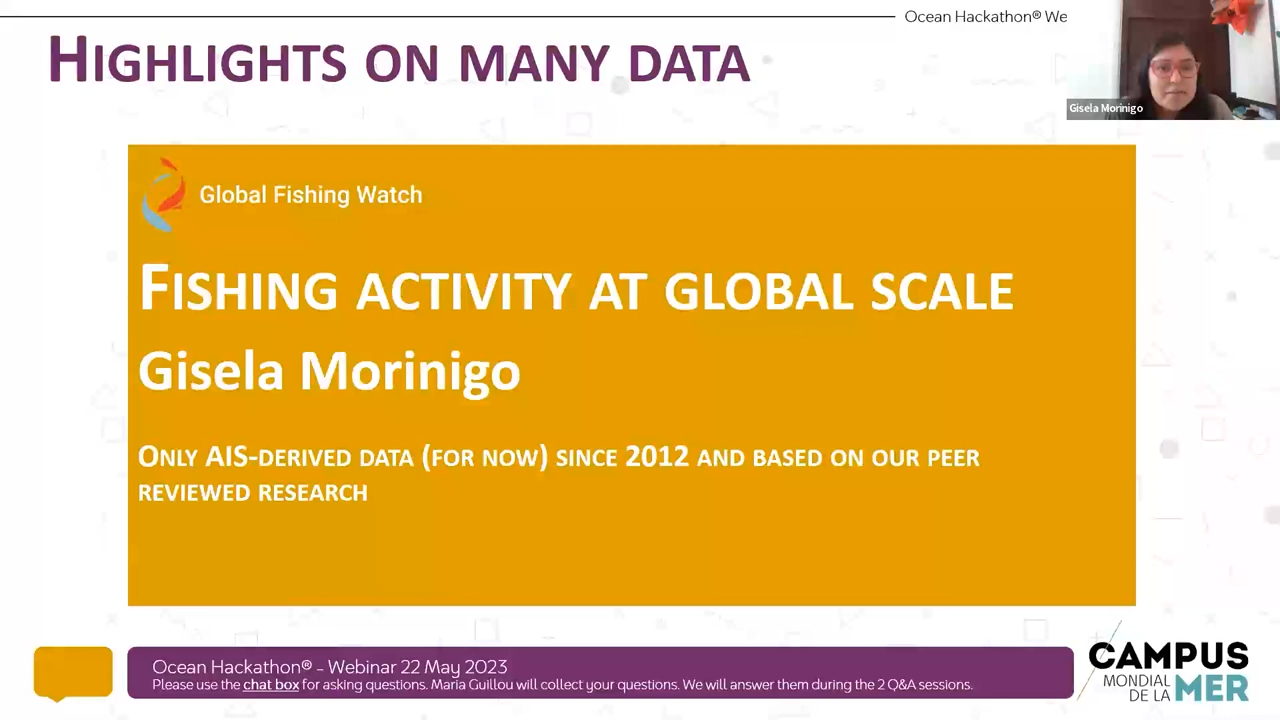 Ocean Hackathon® We
HIGHLIGHTS ON MANY DATA
Gisela Morinigo
Global Fishing Watch
FISHING ACTIVITY AT GLOBAL SCALE
Gisela Morinigo
ONLY AIS-DERIVED DATA (FOR NOW) SINCE 2012 AND BASED ON OUR PEER
REVIEWED RESEARCH
Ocean Hackathon® - Webinar 22 May 2023
Please use the chat box for asking questions. Maria Guillou will collect your questions. We will answer them during the 2 Q&A sessions.
CAMPUS
MONDIAL
DE LA MER